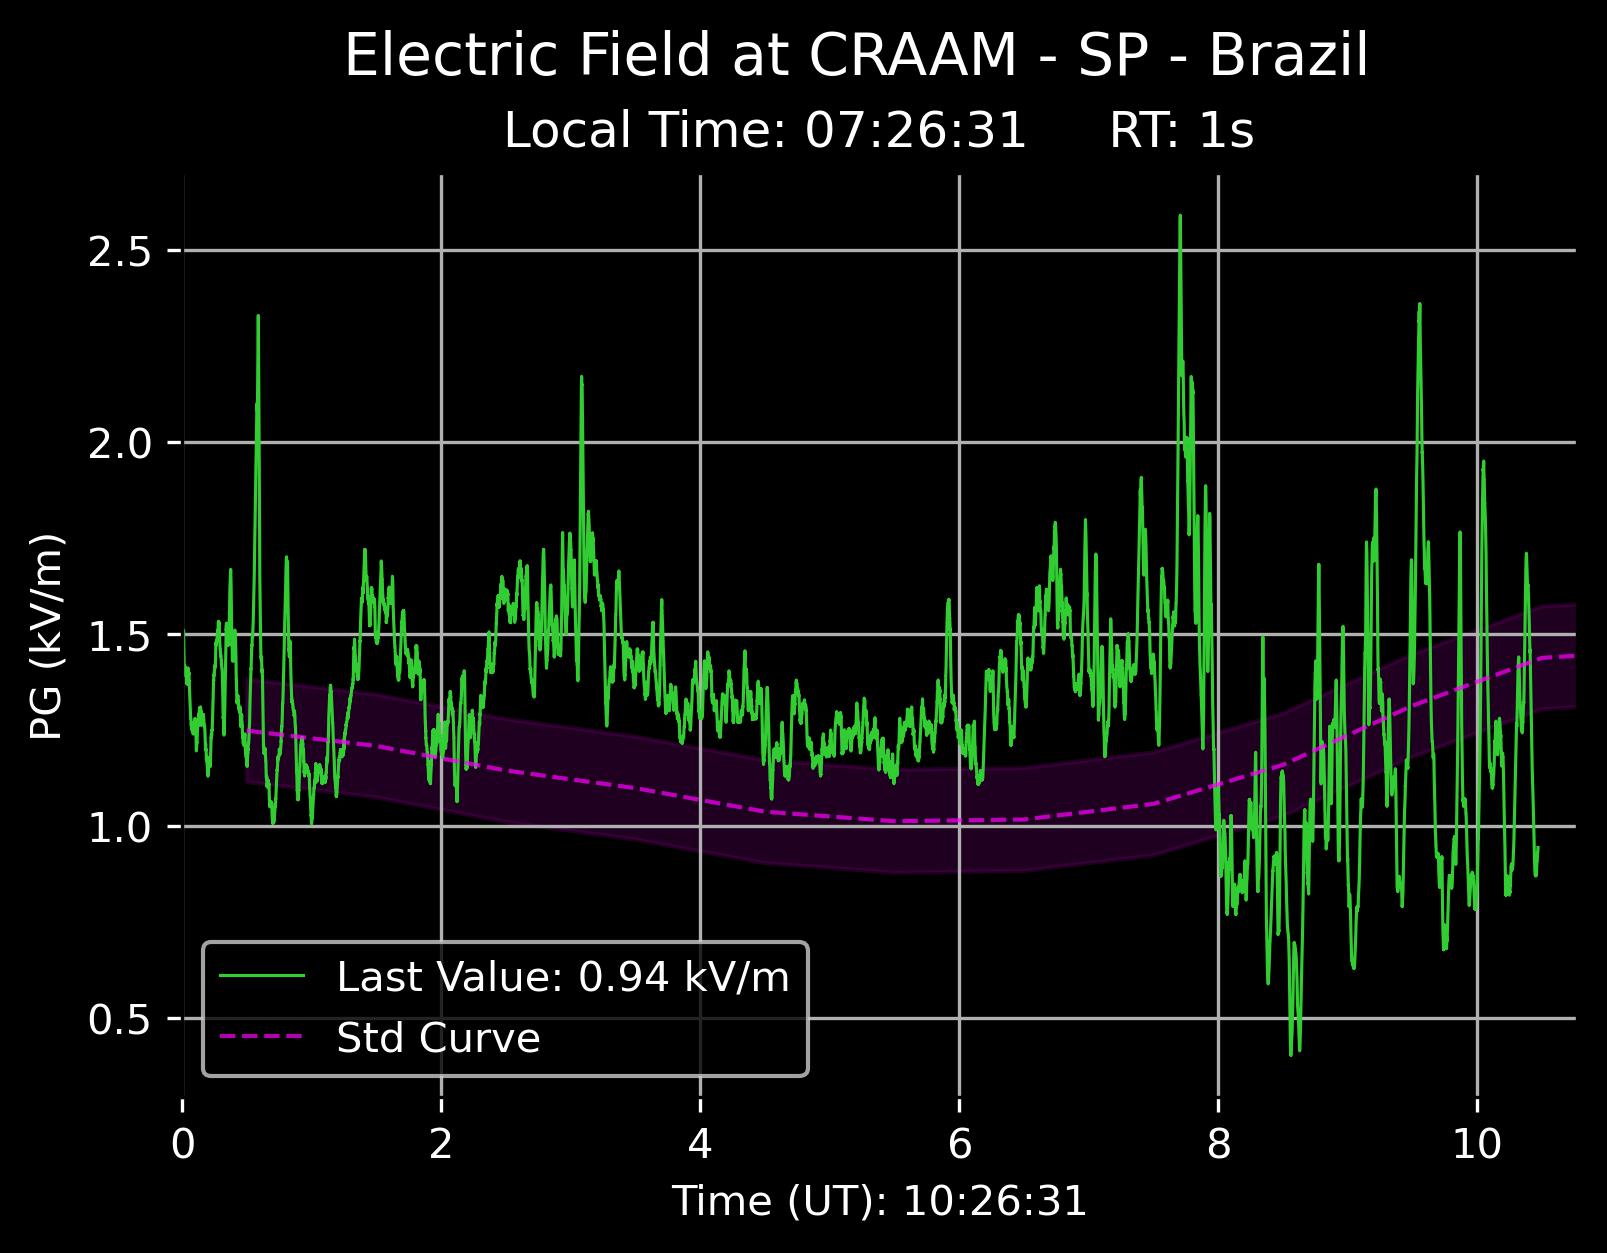 Electric Field at CRAAM - SP - Brazil
Local Time: 07:26:31 RT: 1s
2.5
2.0
1.5
1.0
0.5
PG (kV/m)
Last Value: 0.94 kV/m
Std Curve
0 2 4 6 8 10
Time (UT): 10:26:31